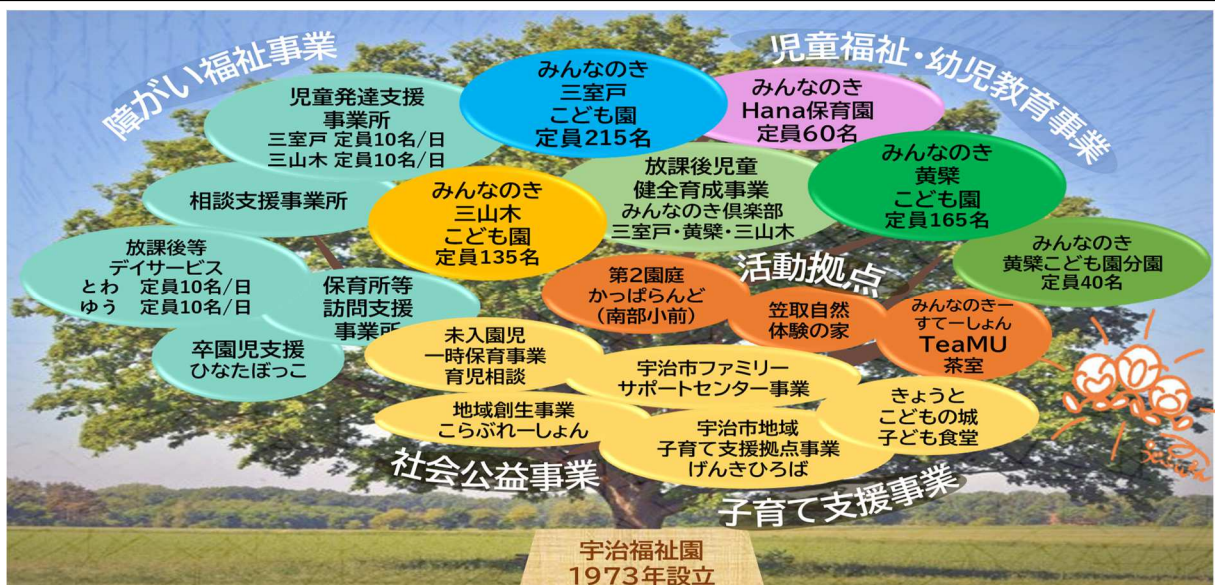 障がい福祉事業
児童福祉・幼児教育事業
児童発達支援
事業所
三室戸 定員10名/日
三山木 定員10名/日
みんなのき
三室戸
こども園
定員215名
みんなのき
Hana保育園
定員60名
相談支援事業所
みんなのき
三山木
こども園
定員135名
放課後児童
健全育成事業
みんなのき倶楽部
三室戸・黄檗・三山木
みんなのき
黄檗
こども園
定員165名
みんなのき
黄檗こども園分園
定員40名
放課後等
デイサービス
とわ 定員10名/日
ゆう 定員10名/日
保育所等
訪問支援
事業所
活動拠点
第2園庭
かっぱらんど
（南部小前）
笠取自然
体験の家
みんなのきー
すてーしょん
TeaMU
茶室
卒園児支援
ひなたぼっこ
未入園児
一時保育事業
育児相談
宇治市ファミリー
サポートセンター事業
地域創生事業
こらぶれーしょん
宇治市地域
子育て支援拠点事業
げんきひろば
きょうと
こどもの城
子ども食堂
社会公益事業
子育て支援事業
宇治福祉園
1973年設立